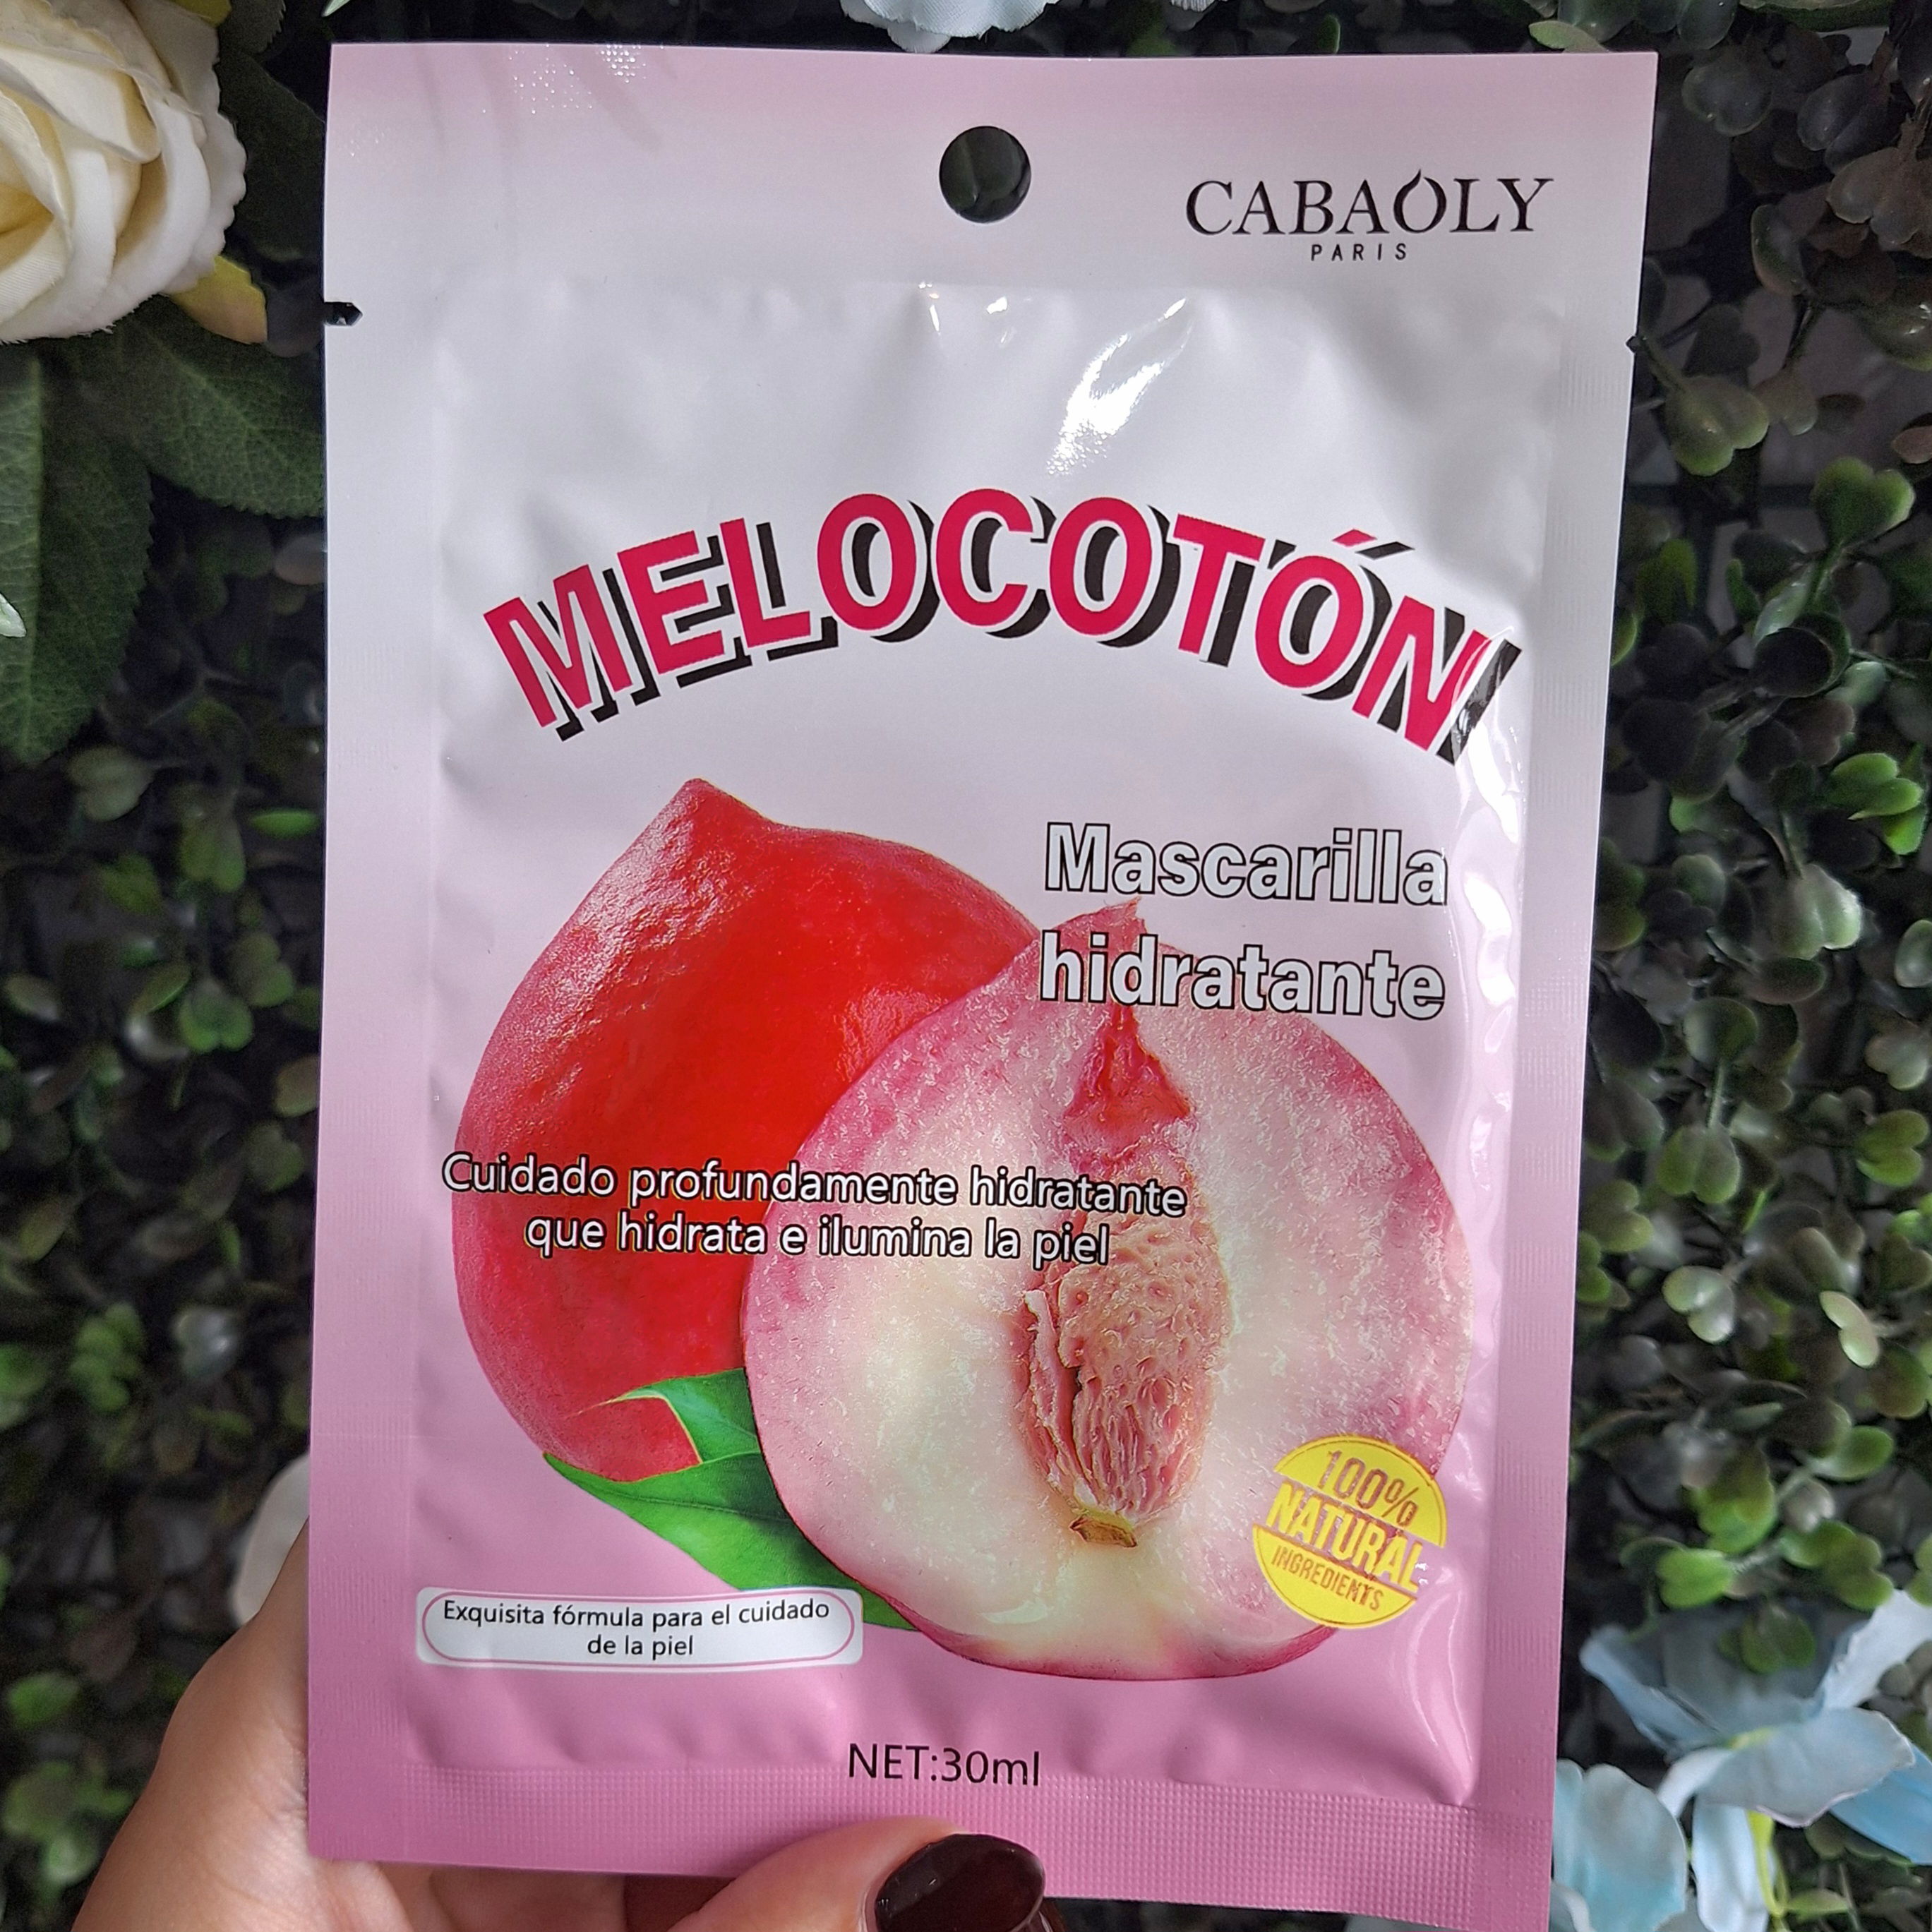 CABAOLY
PARIS
MELOCOTÓN
Mascarilla
hidratante
Cuidado profundamente hidratante
que hidrata e ilumina la piel
100%
NATURAL
INGREDIENTS
Exquisita fórmula para el cuidado
de la piel
NET:30ml